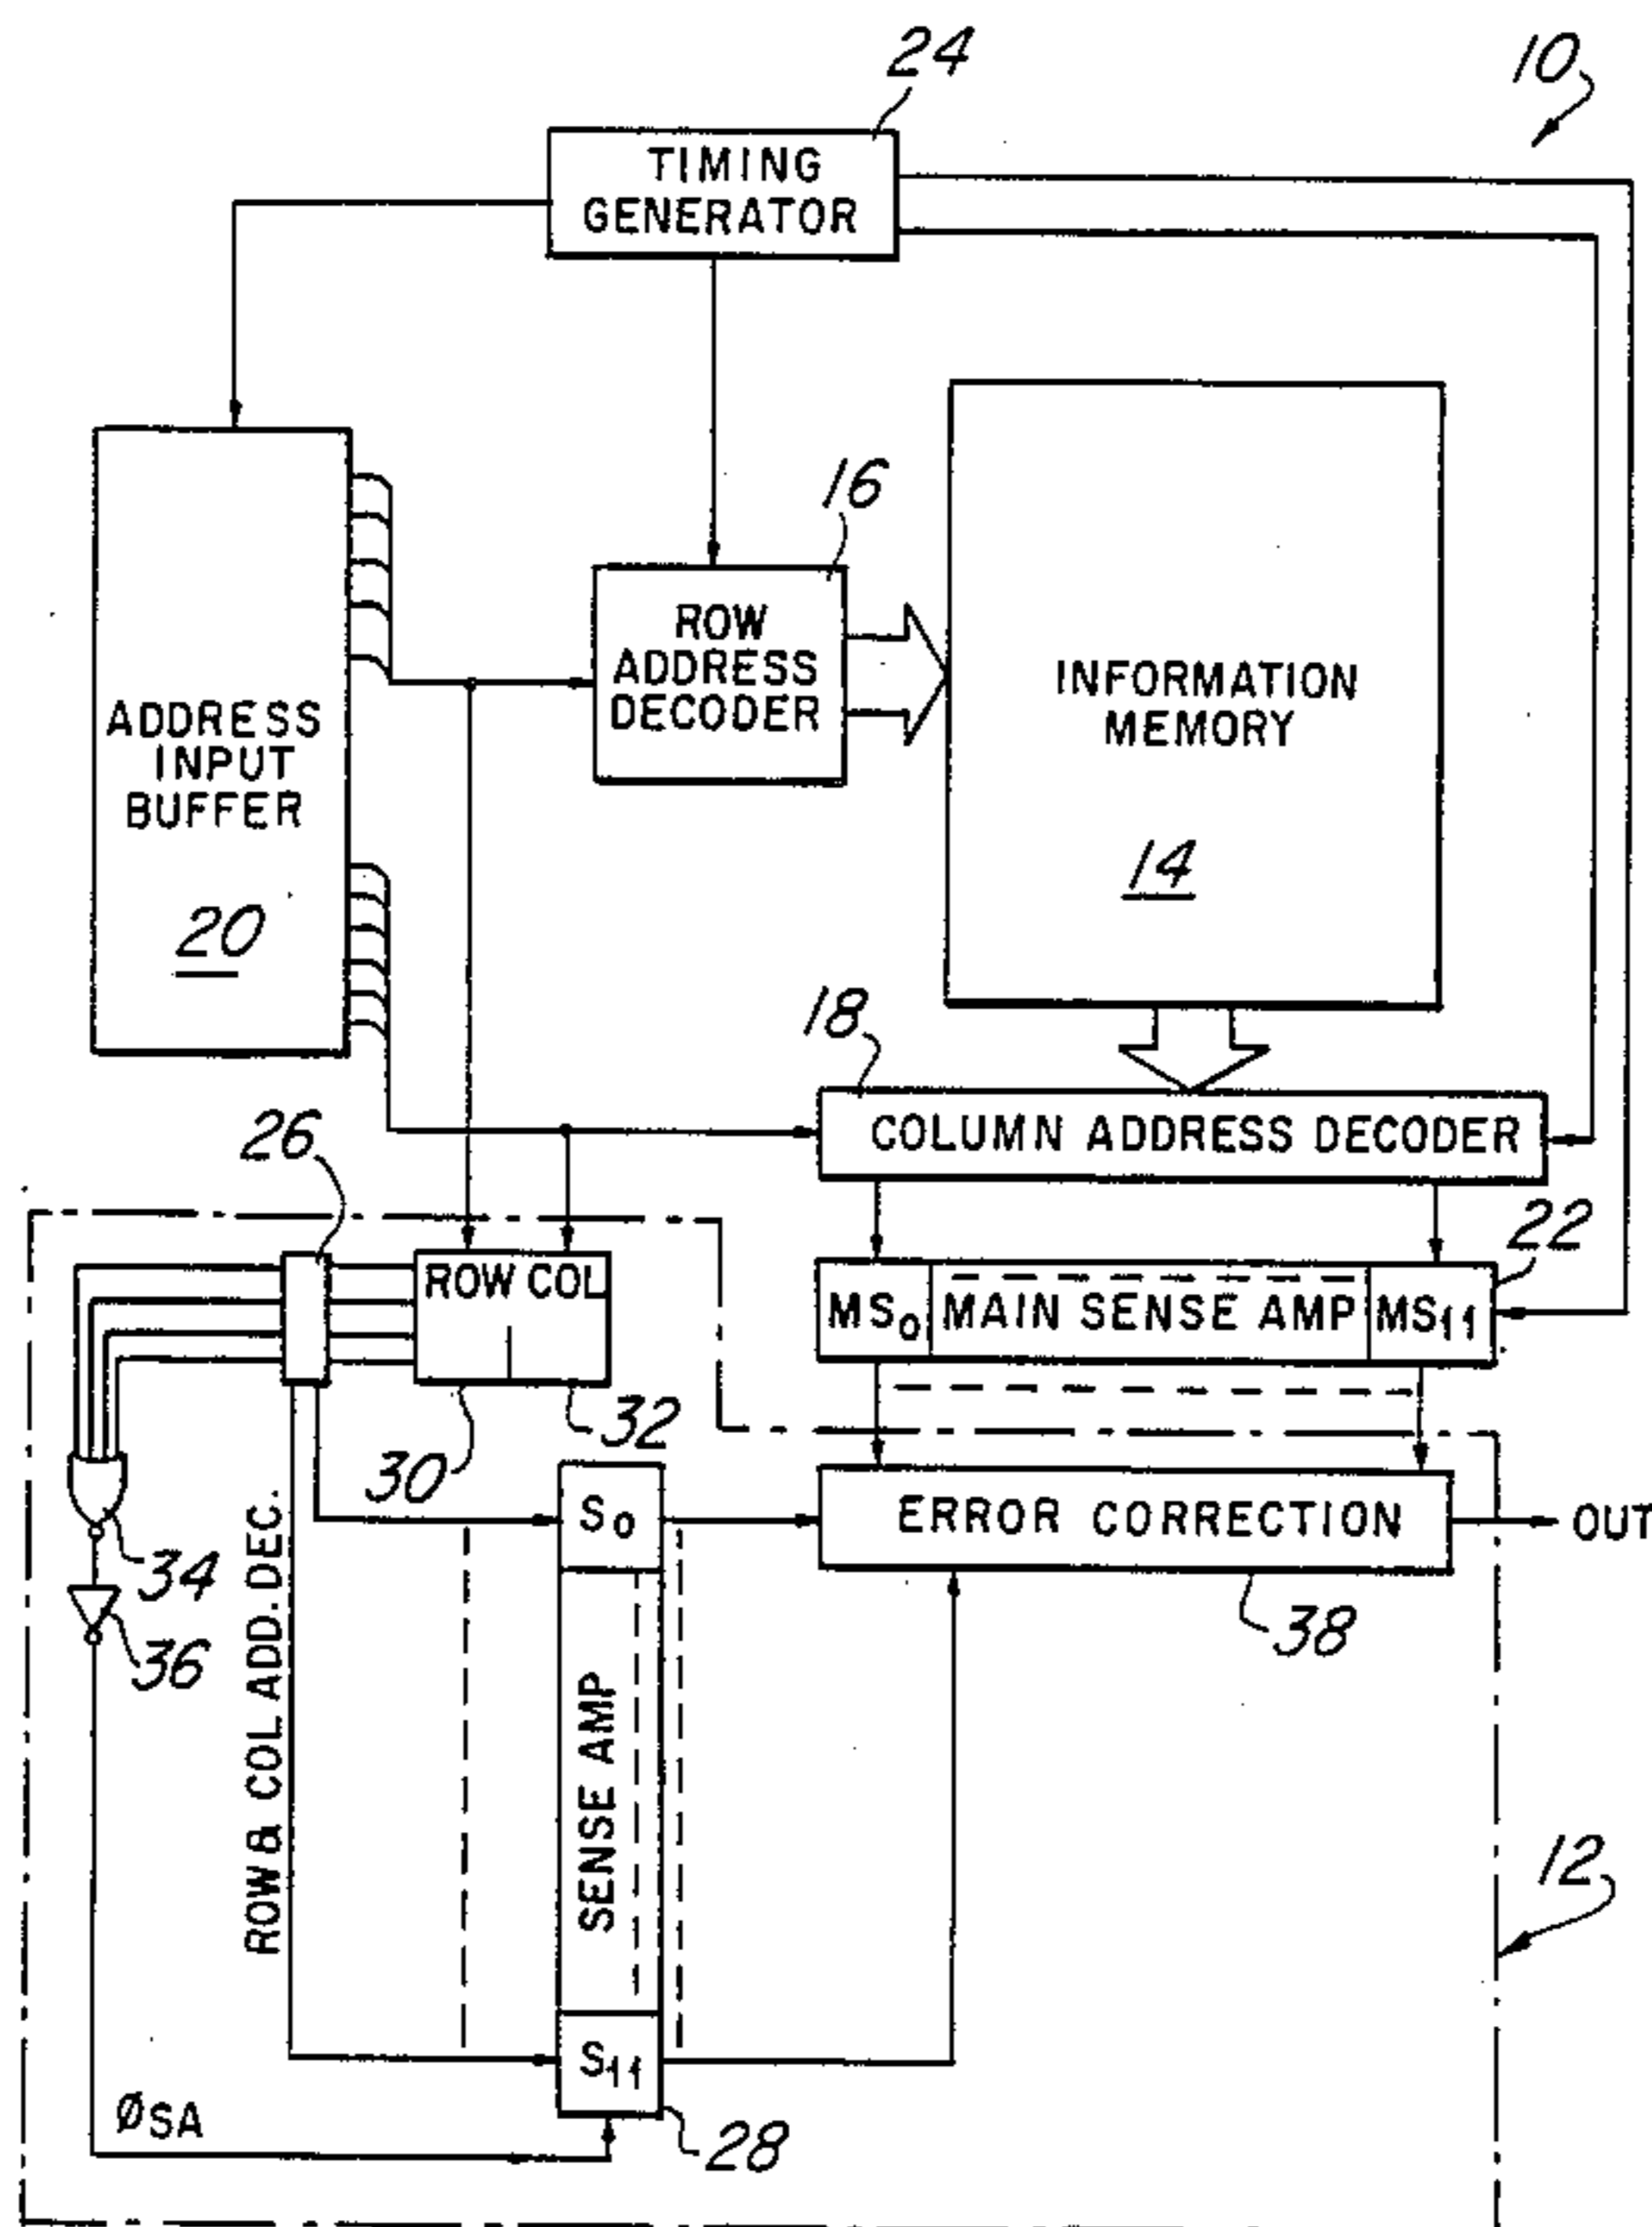 24
10
TIMING
GENERATOR
16
ROW
ADDRESS
DECODER
INFORMATION
MEMORY
14
ADDRESS
INPUT
BUFFER
20
18
COLUMN ADDRESS DECODER
26
22
ROW COL
MS0 MAIN SENSE AMP MS11
30
32
S0
ERROR CORRECTION
OUT
34
36
38
ROW & COL ADD. DEC.
SENSE AMP
12
S11
ØSA
28